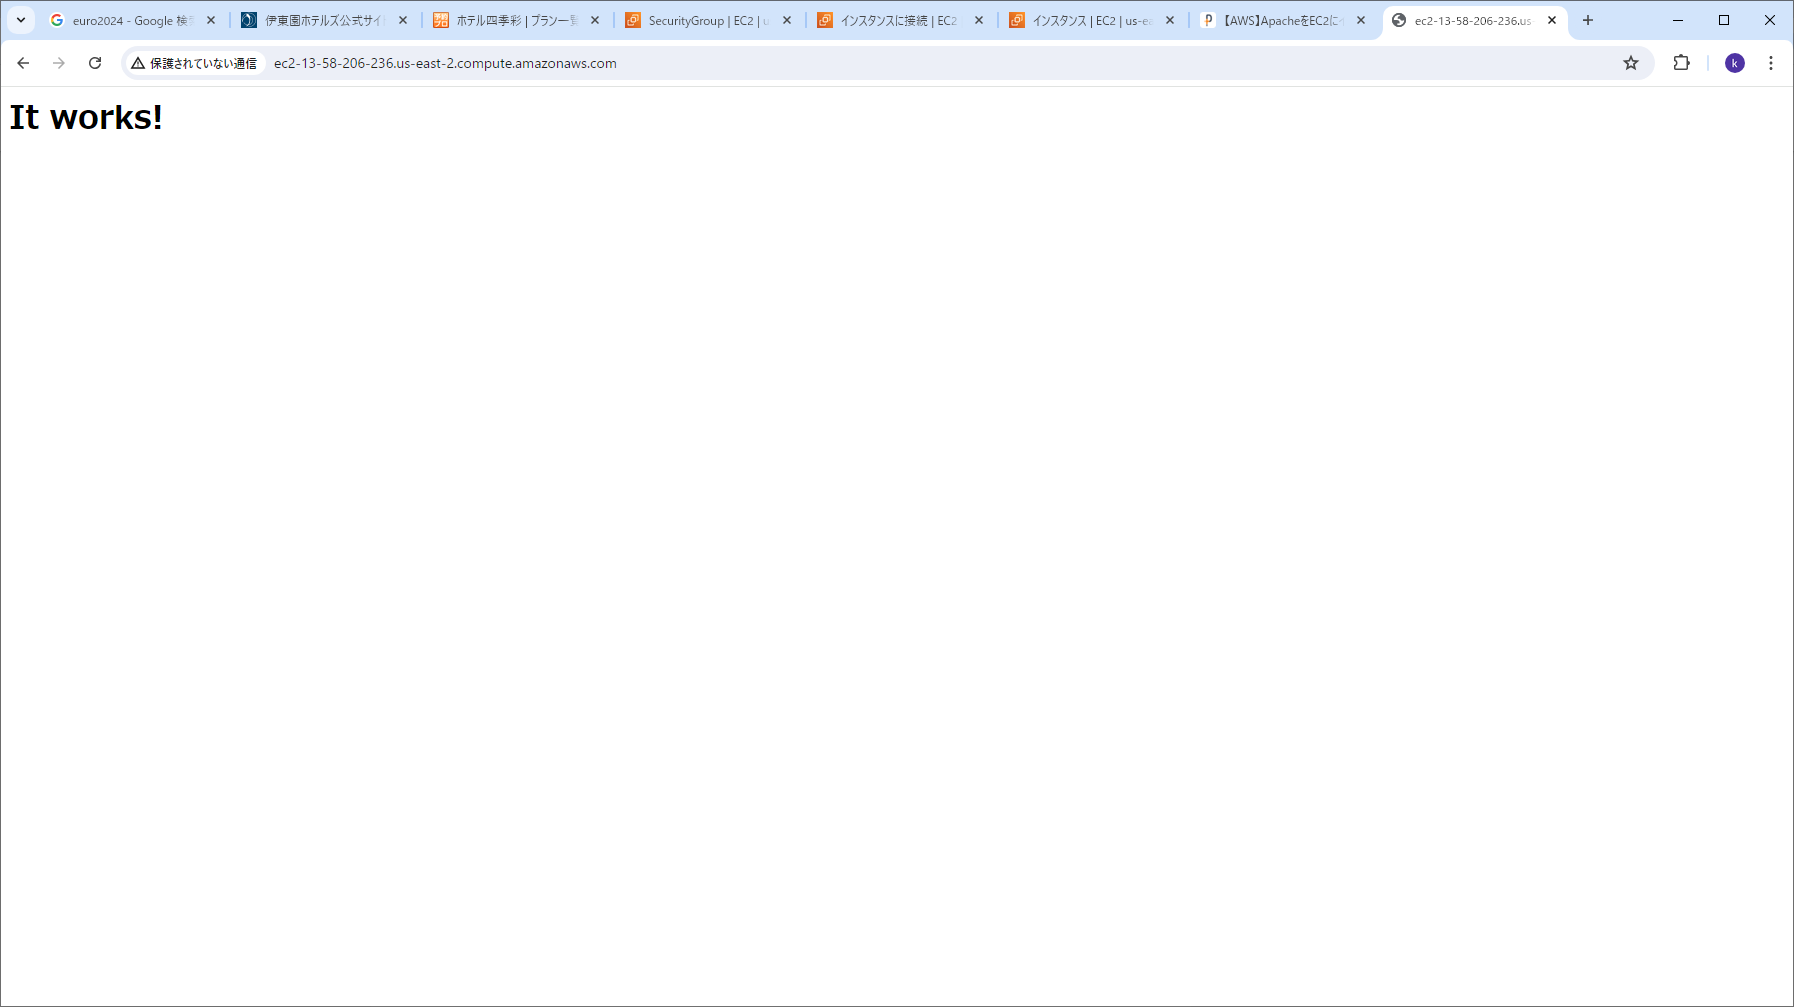 euro2024 - Google 検索
伊東園ホテルズ公式サイト
ホテル四季彩 | プラン一覧
SecurityGroup | EC2 | u
インスタンスに接続 | EC2
インスタンス | EC2 | us-ea
【AWS】ApacheをEC2に
ec2-13-58-206-236.us-
保護されていない通信
ec2-13-58-206-236.us-east-2.compute.amazonaws.com
k
It works!